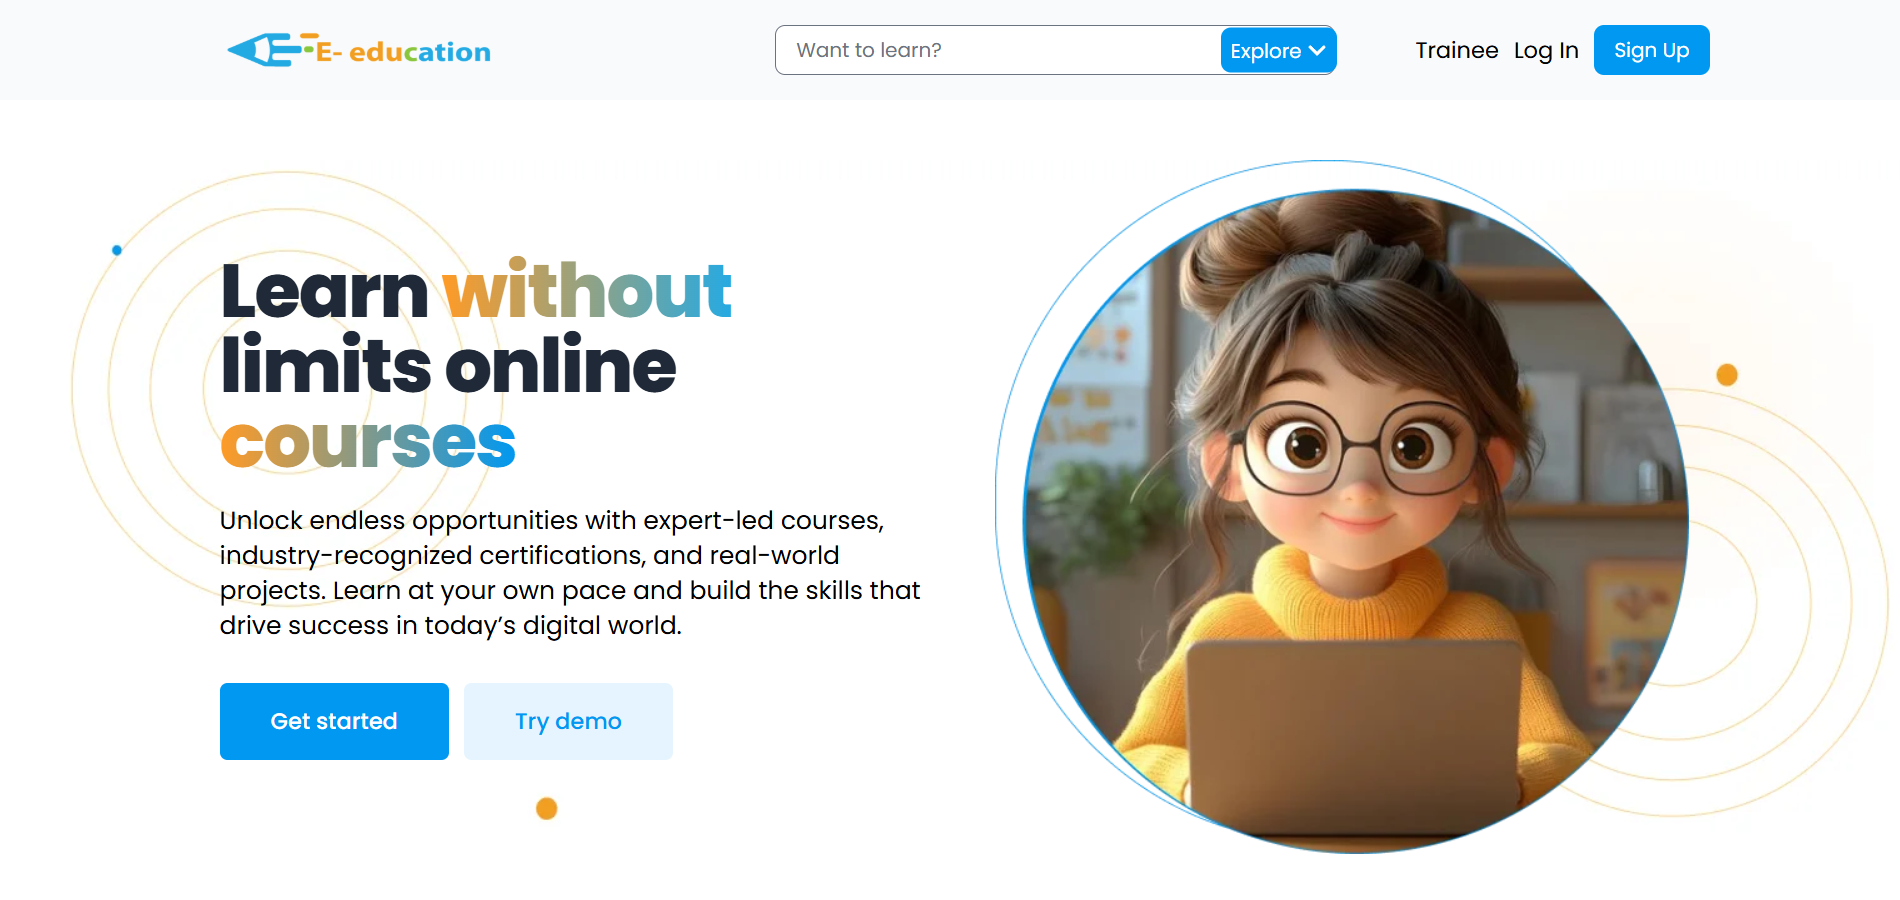 E- education
Want to learn?
Explore
Trainee
Log In
Sign Up
Learn without
limits online
courses
Unlock endless opportunities with expert-led courses,
industry-recognized certifications, and real-world
projects. Learn at your own pace and build the skills that
drive success in today’s digital world.
Get started
Try demo